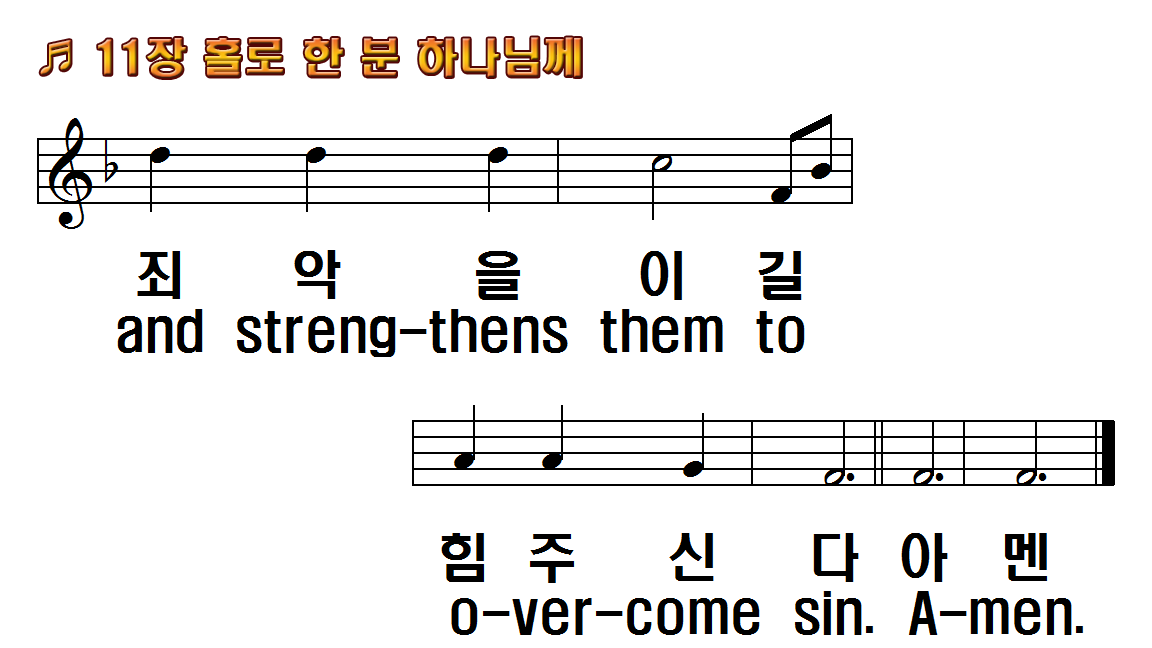 ♬ 11장 홀로 한 분 하나님께
죄 악 을 이 길
and streng-thens them to
힘 주 신 다 아 멘
o-ver-come sin. A-men.